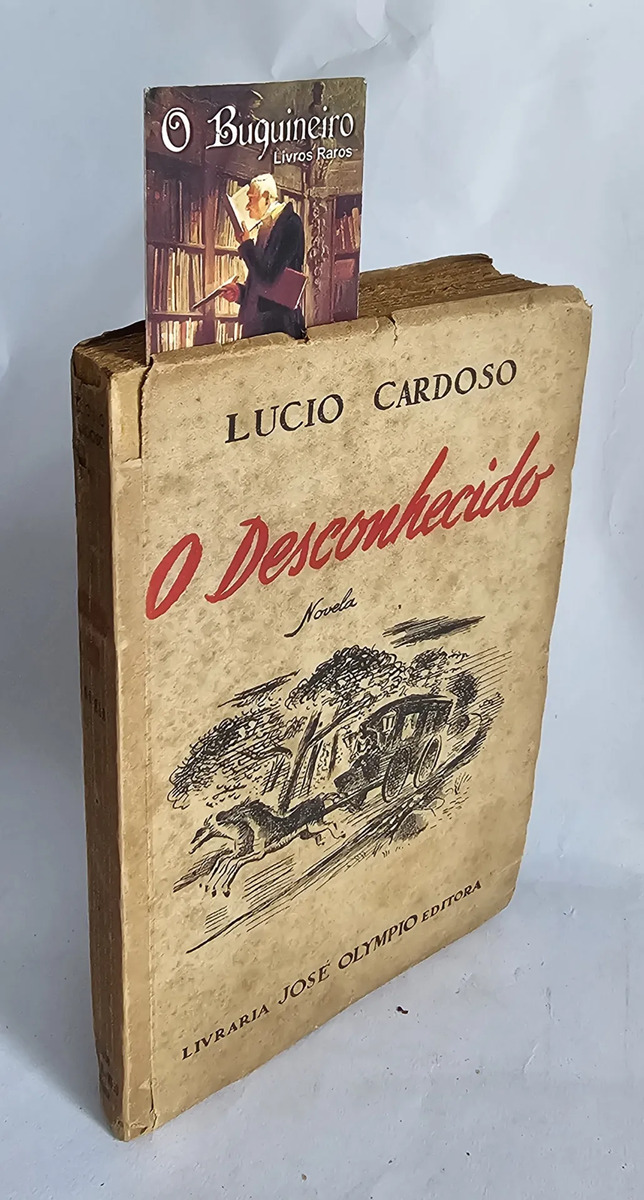 O Buquineiro
Livros Raros
LUCIO CARDOSO
O Desconhecido
Novela
LIVRARIA JOSÉ OLYMPIO EDITORA